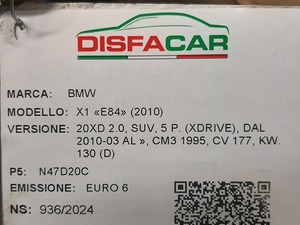 DISFACAR
MARCA: BMW
MODELLO: X1 «E84» (2010)
VERSIONE: 20XD 2.0, SUV, 5 P. (XDRIVE), DAL
2010-03 AL », CM3 1995, CV 177, KW.
130 (D)
P5: N47D20C
EMISSIONE: EURO 6
NS: 936/2024